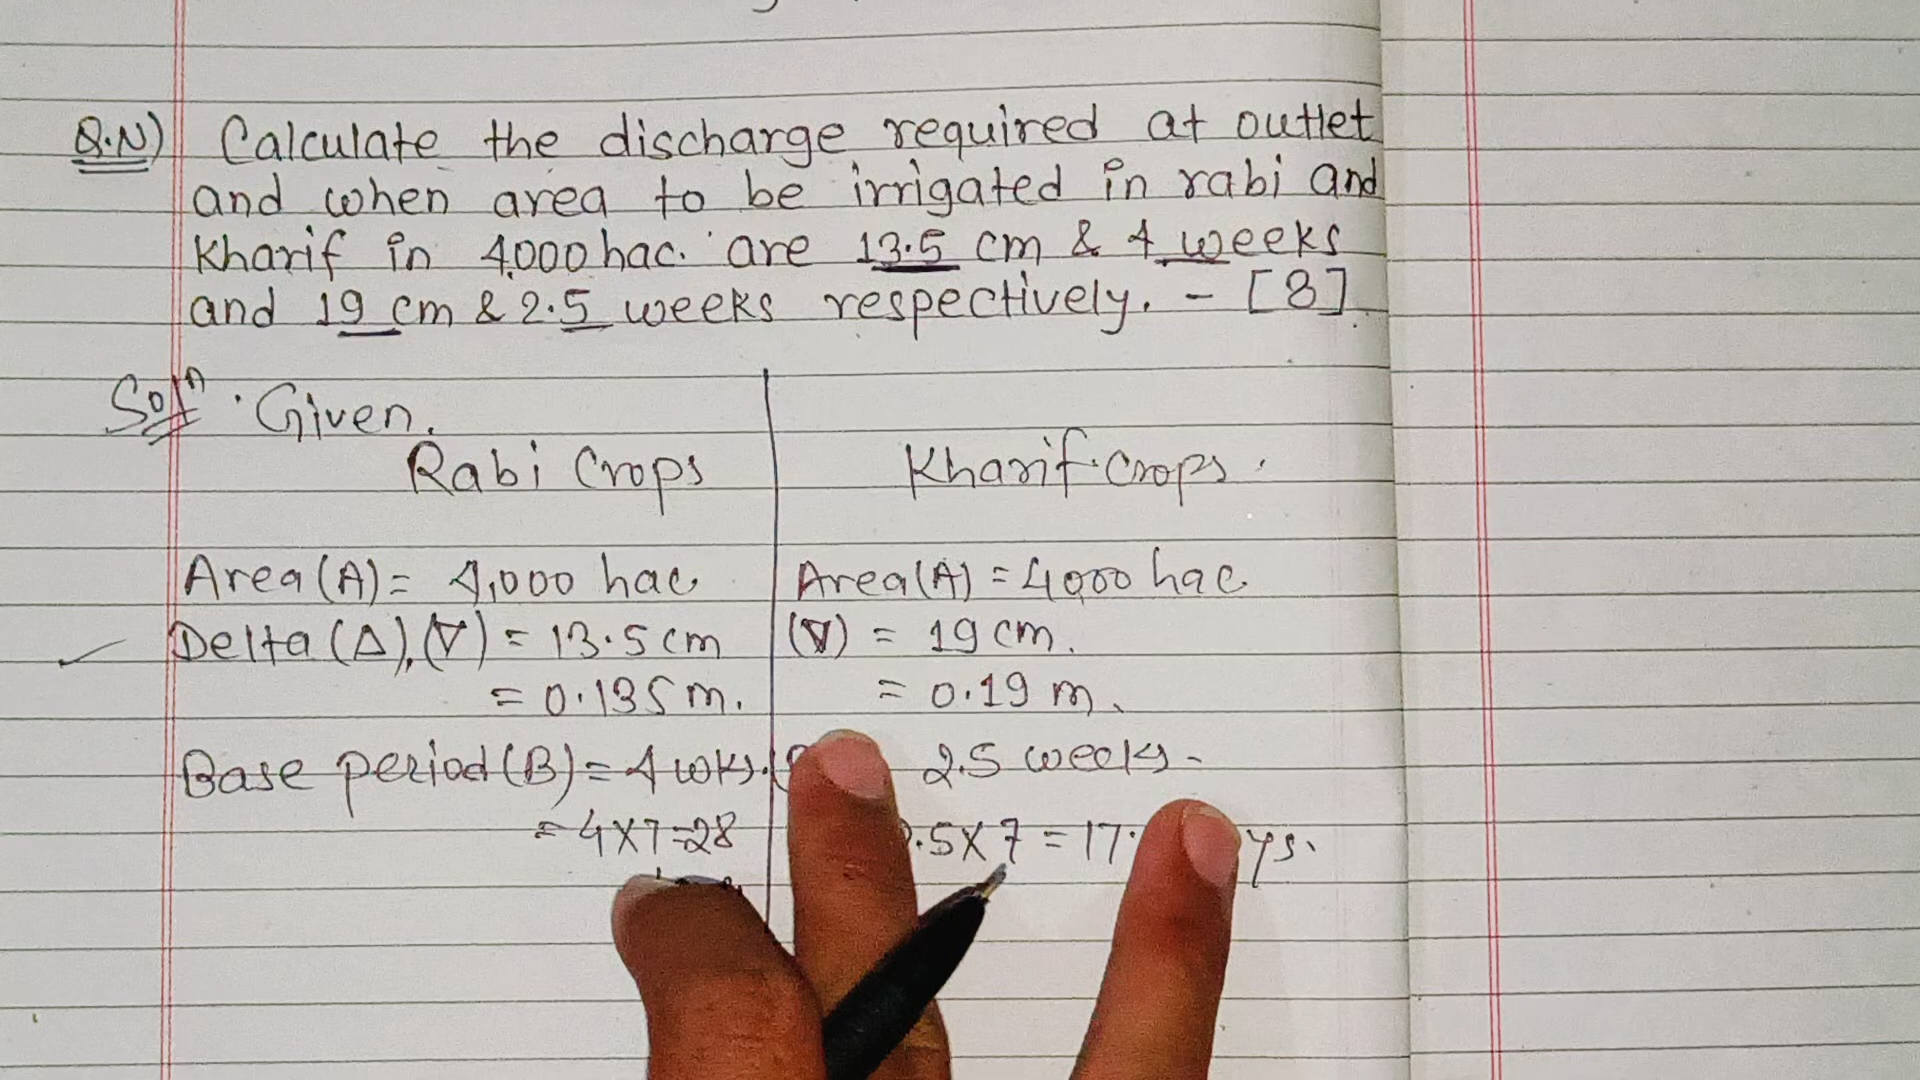 Q.N) Calculate the discharge required at outlet
and when area to be irrigated in rabi and
Kharif in 4000 hac. are 13.5 cm & 4 weeks
and 19 cm & 2.5 weeks respectively. - [8]
Solⁿ. Given.
Rabi Crops
Kharif Crops.
Area (A) = 4,000 hac
Delta (Δ), (∇) = 13.5 cm
= 0.135 m.
Base period (B) = 4 wks.
= 4 x 7 = 28
Area (A) = 4000 hac.
(∇) = 19 cm.
= 0.19 m.
2.5 weeks.
.5 x 7 = 17.
ys.